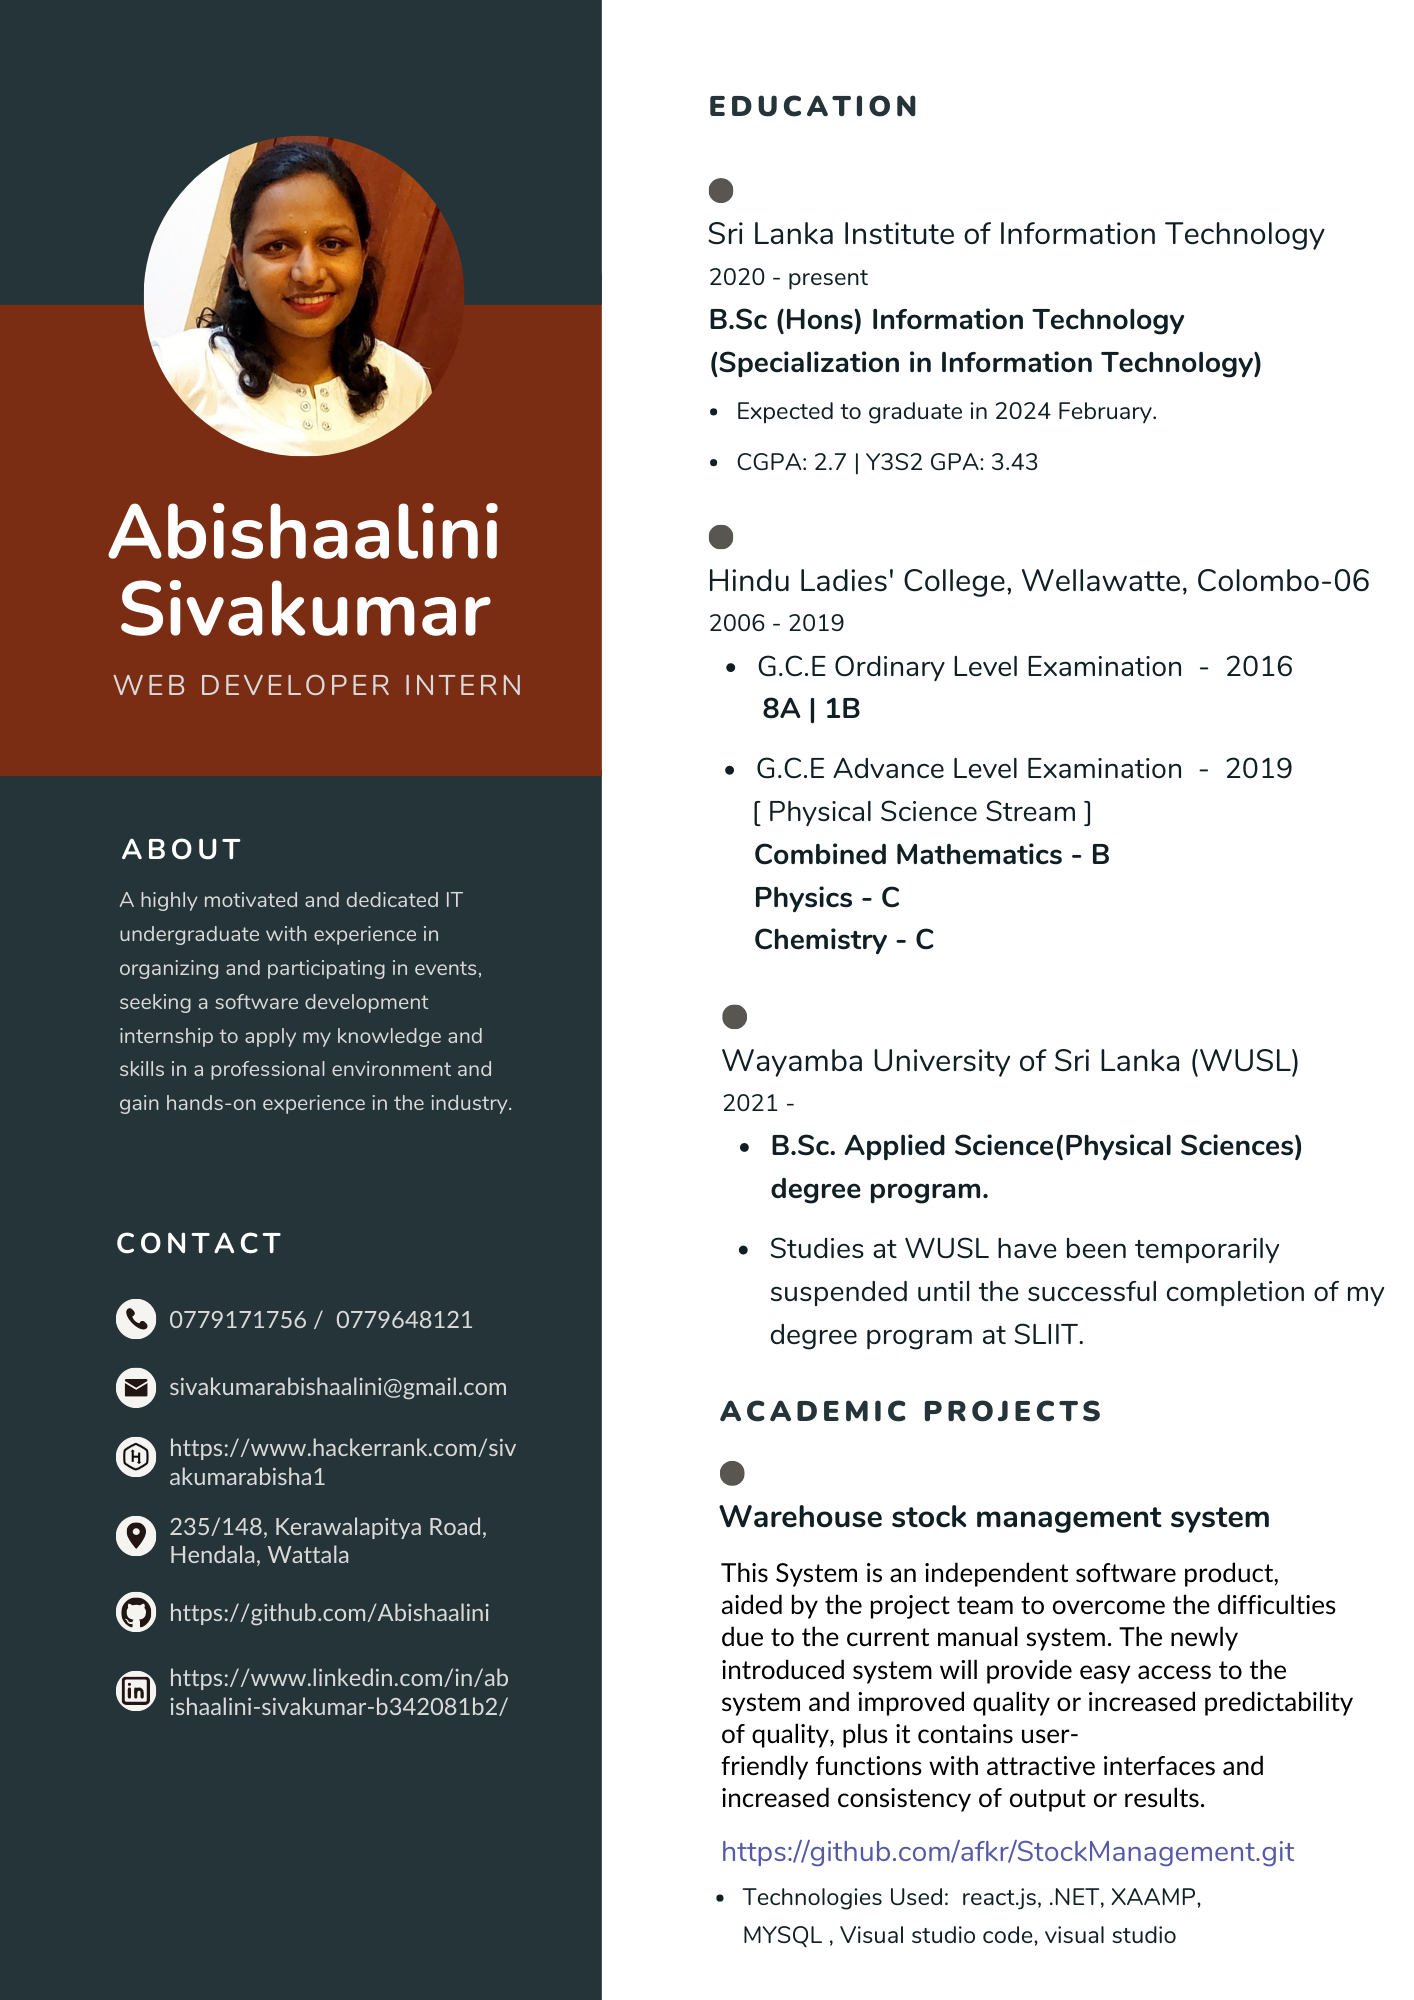 Abishaalini
Sivakumar
WEB DEVELOPER INTERN
ABOUT
A highly motivated and dedicated IT
undergraduate with experience in
organizing and participating in events,
seeking a software development
internship to apply my knowledge and
skills in a professional environment and
gain hands-on experience in the industry.
CONTACT
0779171756 /  0779648121
sivakumarabishaalini@gmail.com
https://www.hackerrank.com/siv
akumarabisha1
235/148, Kerawalapitya Road,
Hendala, Wattala
https://github.com/Abishaalini
https://www.linkedin.com/in/ab
ishaalini-sivakumar-b342081b2/
EDUCATION
Sri Lanka Institute of Information Technology
2020 - present
B.Sc (Hons) Information Technology
(Specialization in Information Technology)
• Expected to graduate in 2024 February.
• CGPA: 2.7 | Y3S2 GPA: 3.43
Hindu Ladies' College, Wellawatte, Colombo-06
2006 - 2019
• G.C.E Ordinary Level Examination  -  2016
8A | 1B
• G.C.E Advance Level Examination  -  2019
[ Physical Science Stream ]
Combined Mathematics - B
Physics - C
Chemistry - C
Wayamba University of Sri Lanka (WUSL)
2021 -
• B.Sc. Applied Science(Physical Sciences)
degree program.
• Studies at WUSL have been temporarily
suspended until the successful completion of my
degree program at SLIIT.
ACADEMIC PROJECTS
Warehouse stock management system
This System is an independent software product,
aided by the project team to overcome the difficulties
due to the current manual system. The newly
introduced system will provide easy access to the
system and improved quality or increased predictability
of quality, plus it contains user-
friendly functions with attractive interfaces and
increased consistency of output or results.
https://github.com/afkr/StockManagement.git
• Technologies Used:  react.js, .NET, XAAMP,
MYSQL , Visual studio code, visual studio